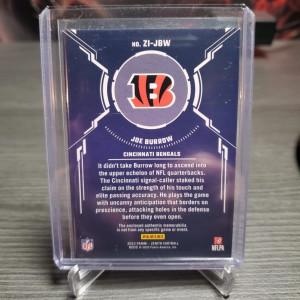 NO. ZI-JBW
B
JOE BURROW
CINCINNATI BENGALS
It didn't take Burrow long to ascend into
the upper echelon of NFL quarterbacks.
The Cincinnati signal-caller staked his
claim on the strength of his touch and
elite passing accuracy. He plays the game
with uncanny anticipation that borders on
prescience, attacking holes in the defense
before they even open.
The enclosed authentic memorabilia
is not from any specific game or event.
PANINI
NFL
NFLPA